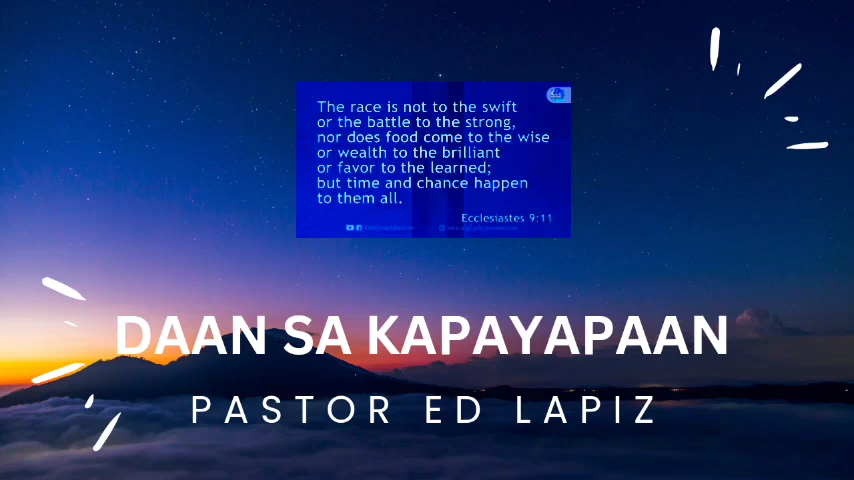 The race is not to the swift
or the battle to the strong,
nor does food come to the wise
or wealth to the brilliant
or favor to the learned;
but time and chance happen
to them all.
Ecclesiastes 9:11
DAAN SA KAPAYAPAAN
PASTOR ED LAPIZ